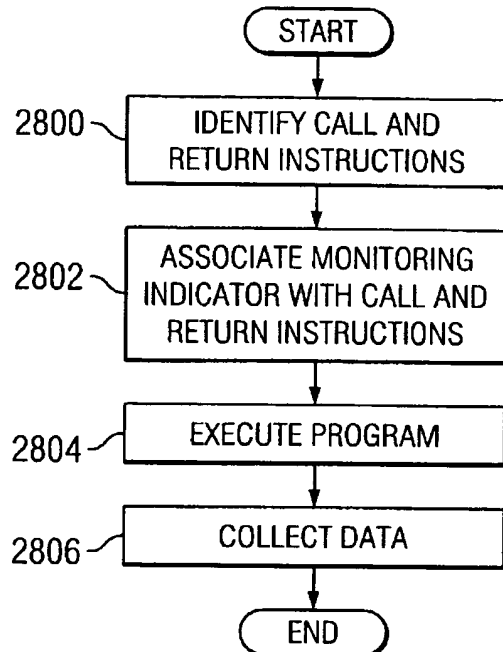 START
2800
IDENTIFY CALL AND
RETURN INSTRUCTIONS
2802
ASSOCIATE MONITORING
INDICATOR WITH CALL AND
RETURN INSTRUCTIONS
2804
EXECUTE PROGRAM
2806
COLLECT DATA
END